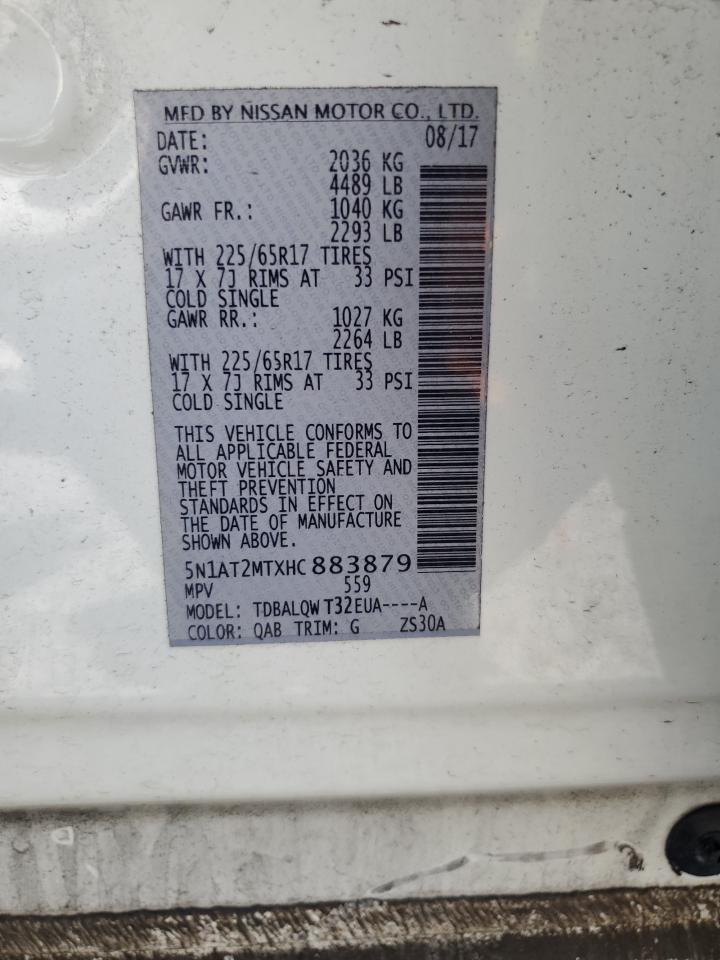 MFD BY NISSAN MOTOR CO., LTD.
DATE: 08/17
GVWR: 2036 KG
4489 LB
GAWR FR.: 1040 KG
2293 LB
WITH 225/65R17 TIRES
17 X 7J RIMS AT 33 PSI
COLD SINGLE
GAWR RR.: 1027 KG
2264 LB
WITH 225/65R17 TIRES
17 X 7J RIMS AT 33 PSI
COLD SINGLE
THIS VEHICLE CONFORMS TO
ALL APPLICABLE FEDERAL
MOTOR VEHICLE SAFETY AND
THEFT PREVENTION
STANDARDS IN EFFECT ON
THE DATE OF MANUFACTURE
SHOWN ABOVE.
5N1AT2MTXHC883879
MPV 559
MODEL: TDBALQWT32EUA----A
COLOR: QAB TRIM: G ZS30A